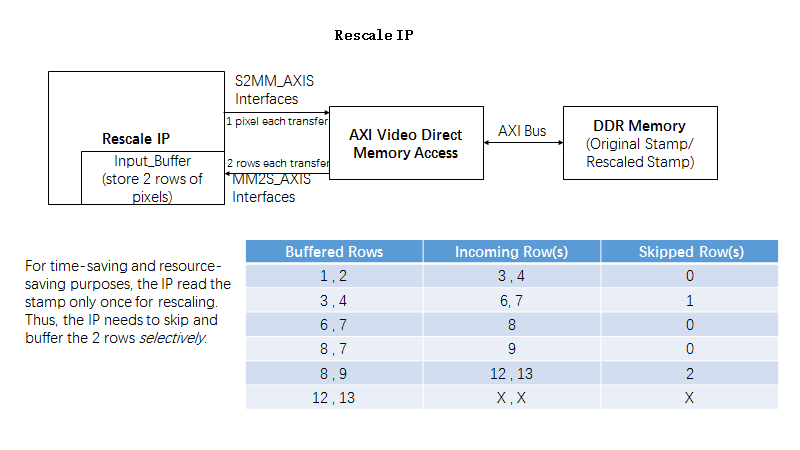 Rescale IP
S2MM_AXIS
Interfaces
1 pixel each transfer
Rescale IP
Input_Buffer
(store 2 rows of
pixels)
2 rows each transfer
MM2S_AXIS
Interfaces
AXI Video Direct
Memory Access
AXI Bus
DDR Memory
(Original Stamp/
Rescaled Stamp)
For time-saving and resource-
saving purposes, the IP read the
stamp only once for rescaling.
Thus, the IP needs to skip and
buffer the 2 rows selectively.
Buffered Rows Incoming Row(s) Skipped Row(s)
1 , 2 3 , 4 0
3 , 4 6, 7 1
6 , 7 8 0
8 , 7 9 0
8 , 9 12 , 13 2
12 , 13 X , X X